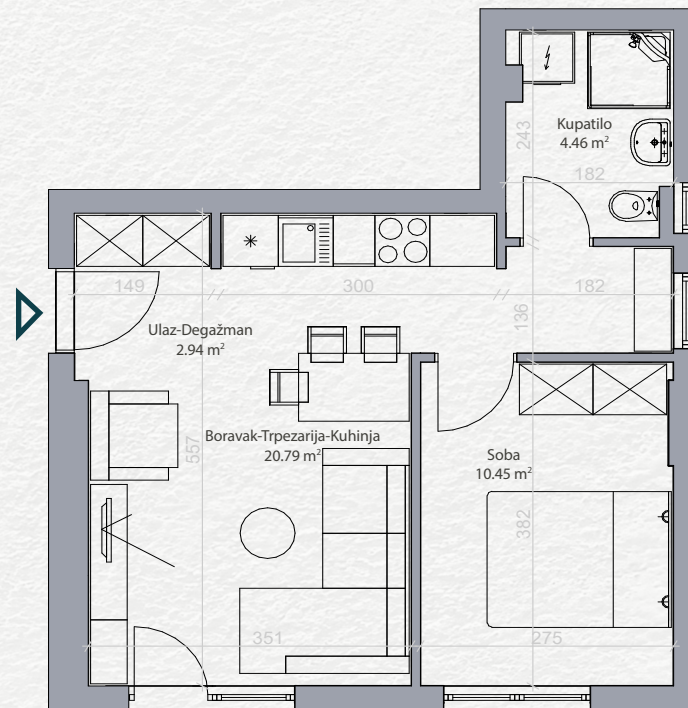 Kupatilo
4.46 m²
243
182
149
300
182
136
Ulaz-Degažman
2.94 m²
Boravak-Trpezarija-Kuhinja
20.79 m²
557
Soba
10.45 m²
382
351
275